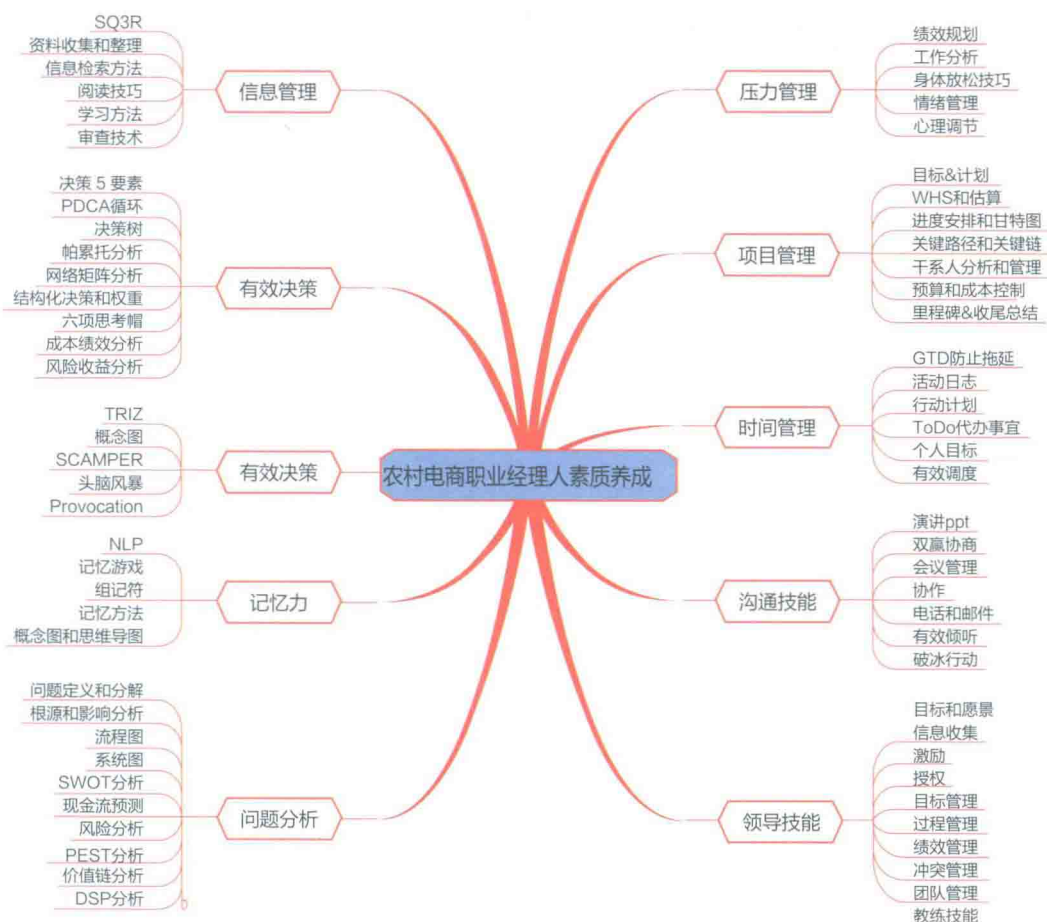 农村电商职业经理人素质养成
信息管理
SQ3R
资料收集和整理
信息检索方法
阅读技巧
学习方法
审查技术
有效决策
决策 5 要素
PDCA循环
决策树
帕累托分析
网络矩阵分析
结构化决策和权重
六项思考帽
成本绩效分析
风险收益分析
有效决策
TRIZ
概念图
SCAMPER
头脑风暴
Provocation
记忆力
NLP
记忆游戏
组记符
记忆方法
概念图和思维导图
问题分析
问题定义和分解
根源和影响分析
流程图
系统图
SWOT分析
现金流预测
风险分析
PEST分析
价值链分析
DSP分析
压力管理
绩效规划
工作分析
身体放松技巧
情绪管理
心理调节
项目管理
目标&计划
WHS和估算
进度安排和甘特图
关键路径和关键链
干系人分析和管理
预算和成本控制
里程碑&收尾总结
时间管理
GTD防止拖延
活动日志
行动计划
ToDo代办事宜
个人目标
有效调度
沟通技能
演讲ppt
双赢协商
会议管理
协作
电话和邮件
有效倾听
破冰行动
领导技能
目标和愿景
信息收集
激励
授权
目标管理
过程管理
绩效管理
冲突管理
团队管理
教练技能